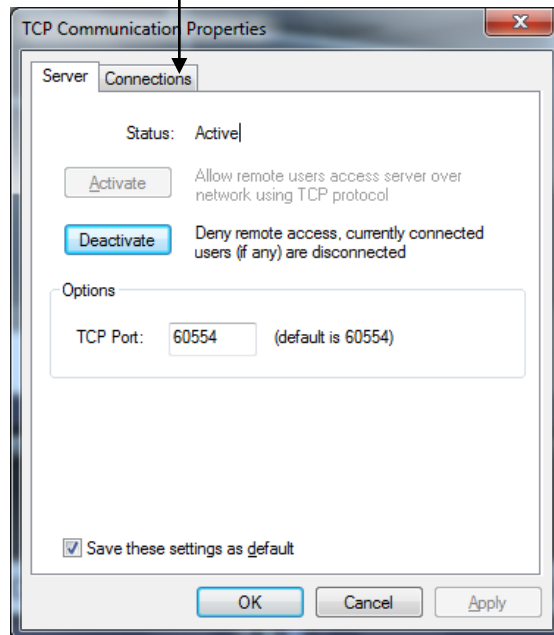 TCP Communication Properties
Server Connections
Status: Active
Activate Allow remote users access server over
network using TCP protocol
Deactivate Deny remote access, currently connected
users (if any) are disconnected
Options
TCP Port: 60554 (default is 60554)
Save these settings as default
OK Cancel Apply